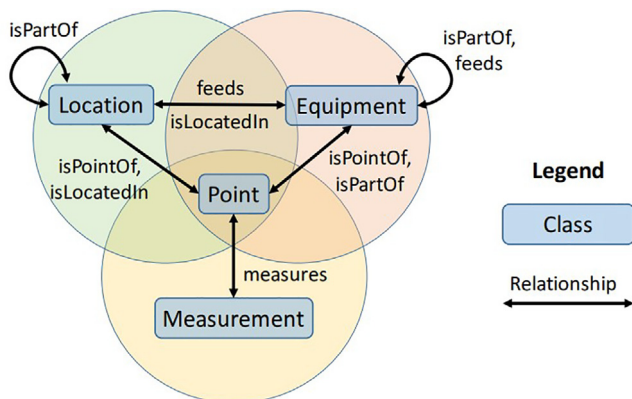 isPartOf
isPartOf,
feeds
Location
feeds
isLocatedIn
Equipment
isPointOf,
isLocatedIn
isPointOf,
isPartOf
Point
measures
Measurement
Legend
Class
Relationship